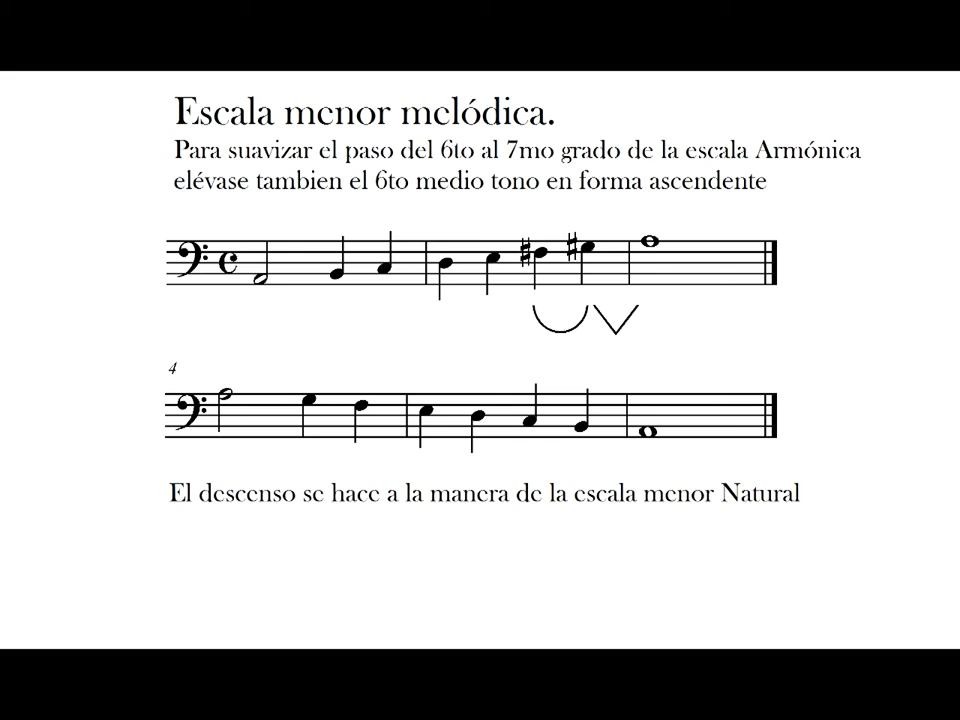 Escala menor melódica.
Para suavizar el paso del 6to al 7mo grado de la escala Armónica
elévase tambien el 6to medio tono en forma ascendente
4
El descenso se hace a la manera de la escala menor Natural